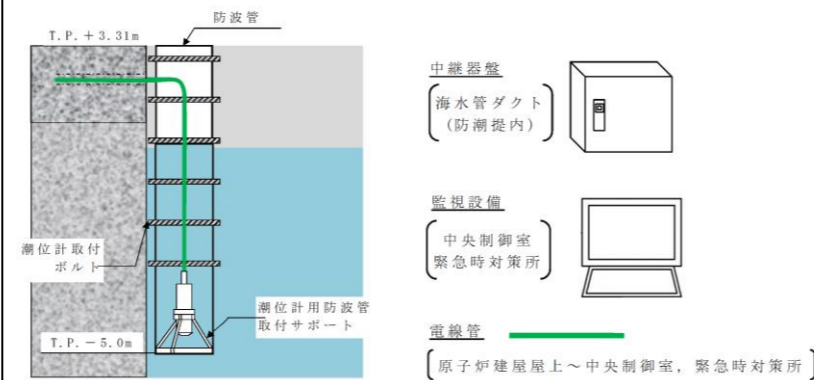 防波管
T.P.＋3.31m
潮位計取付
ボルト
潮位計用防波管
取付サポート
T.P.－5.0m
中継器盤
海水管ダクト
(防潮提内)
監視設備
中央制御室
緊急時対策所
電線管
原子炉建屋屋上～中央制御室，緊急時対策所